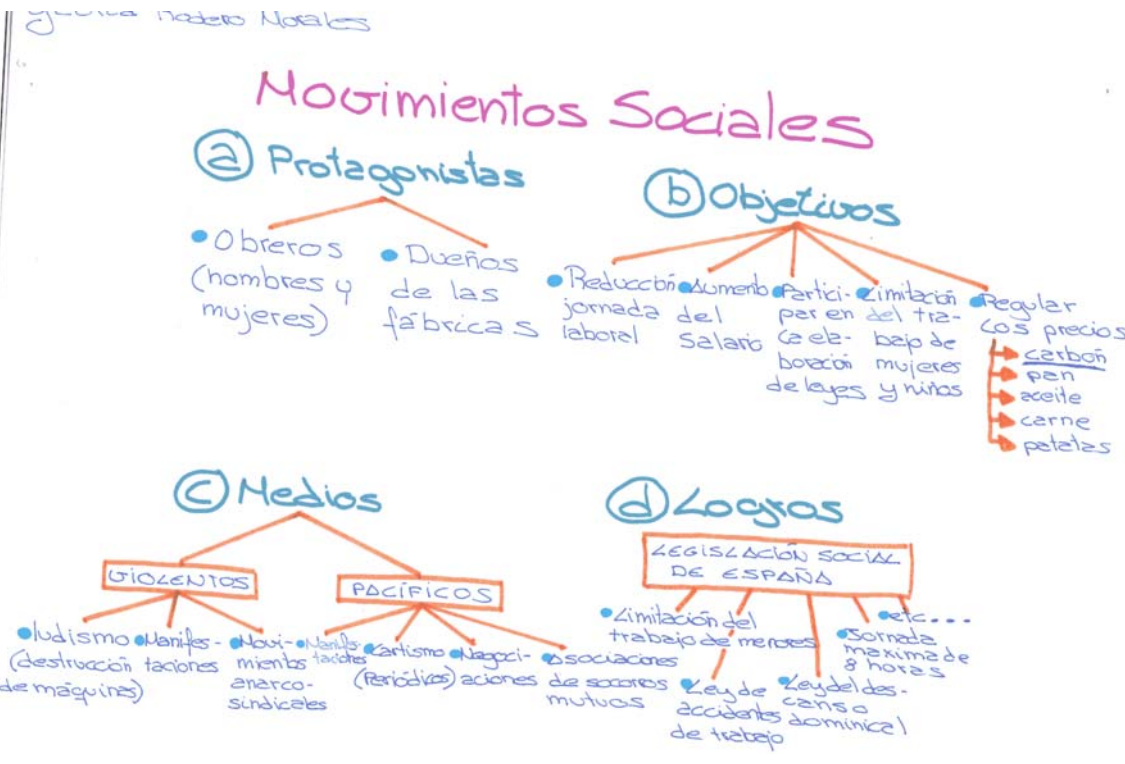 Rodero Morales
Movimientos Sociales
a Protagonistas
• Obreros
(hombres y
mujeres)
• Dueños
de las
fábricas
b Objetivos
• Reducción
jornada
laboral
• Aumento
del
salario
• Partici-
par en
la ela-
boración
de leyes
• Limitación
del tra-
bajo de
mujeres
y niños
• Regular
los precios
carbón
pan
aceite
carne
patatas
c Medios
VIOLENTOS
• ludismo
(destrucción
de máquinas)
• Manifes-
taciones
• Movi-
mientos
anarco-
sindicales
PACÍFICOS
• Manifes-
taciones
• Cartismo
(Periódicos)
• Negoci-
aciones
• Asociaciones
de socorros
mutuos
d Logros
LEGISLACIÓN SOCIAL
DE ESPAÑA
• Limitación del
trabajo de menores
• Ley de
accidentes
de trabajo
• Ley del des-
canso
dominical
• Jornada
maxima de
8 horas
• etc...